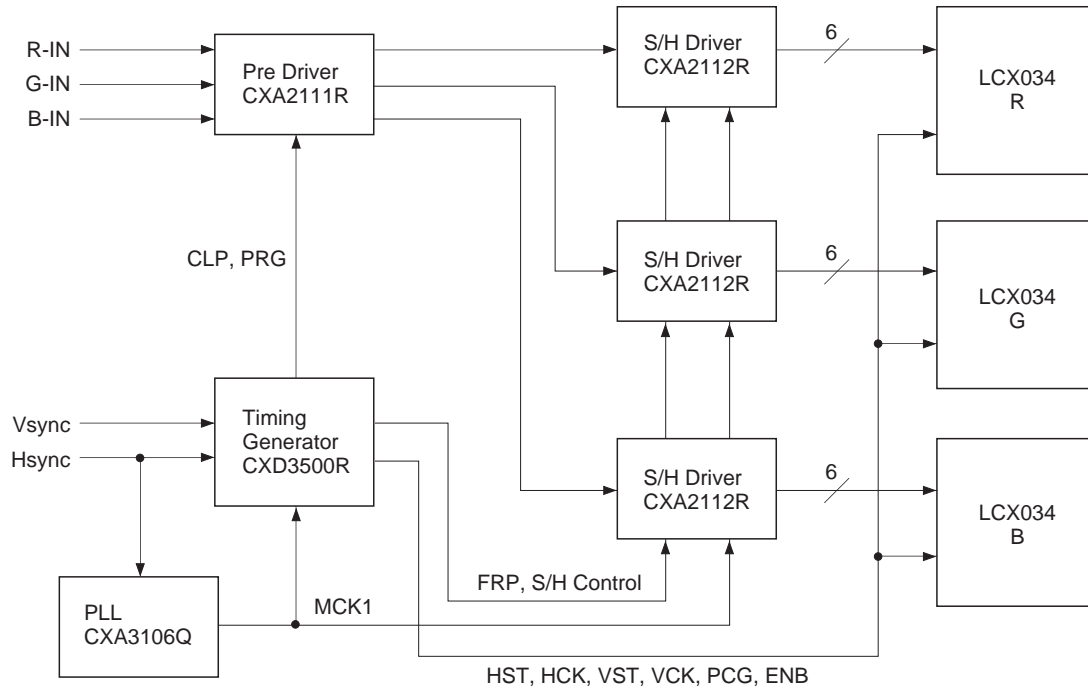 R-IN
G-IN
B-IN
Pre Driver
CXA2111R
S/H Driver
CXA2112R
6
LCX034
R
CLP, PRG
S/H Driver
CXA2112R
6
LCX034
G
Vsync
Hsync
Timing
Generator
CXD3500R
S/H Driver
CXA2112R
6
LCX034
B
PLL
CXA3106Q
MCK1
FRP, S/H Control
HST, HCK, VST, VCK, PCG, ENB